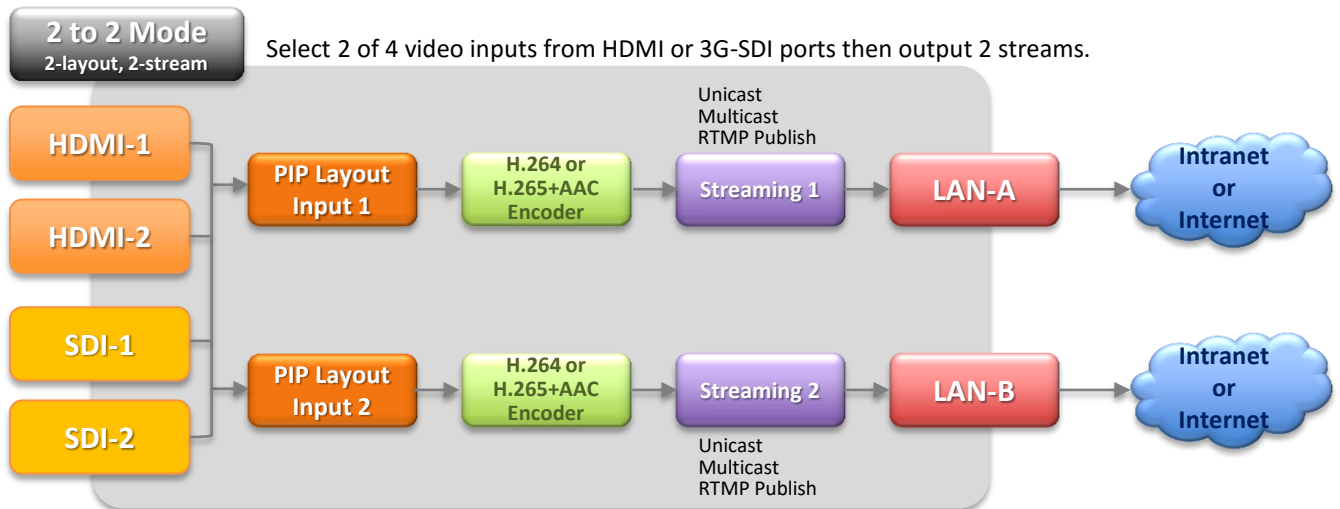 2 to 2 Mode
2-layout, 2-stream
Select 2 of 4 video inputs from HDMI or 3G-SDI ports then output 2 streams.
HDMI-1
HDMI-2
SDI-1
SDI-2
PIP Layout
Input 1
H.264 or
H.265+AAC
Encoder
Unicast
Multicast
RTMP Publish
Streaming 1
LAN-A
Intranet
or
Internet
PIP Layout
Input 2
H.264 or
H.265+AAC
Encoder
Streaming 2
Unicast
Multicast
RTMP Publish
LAN-B
Intranet
or
Internet